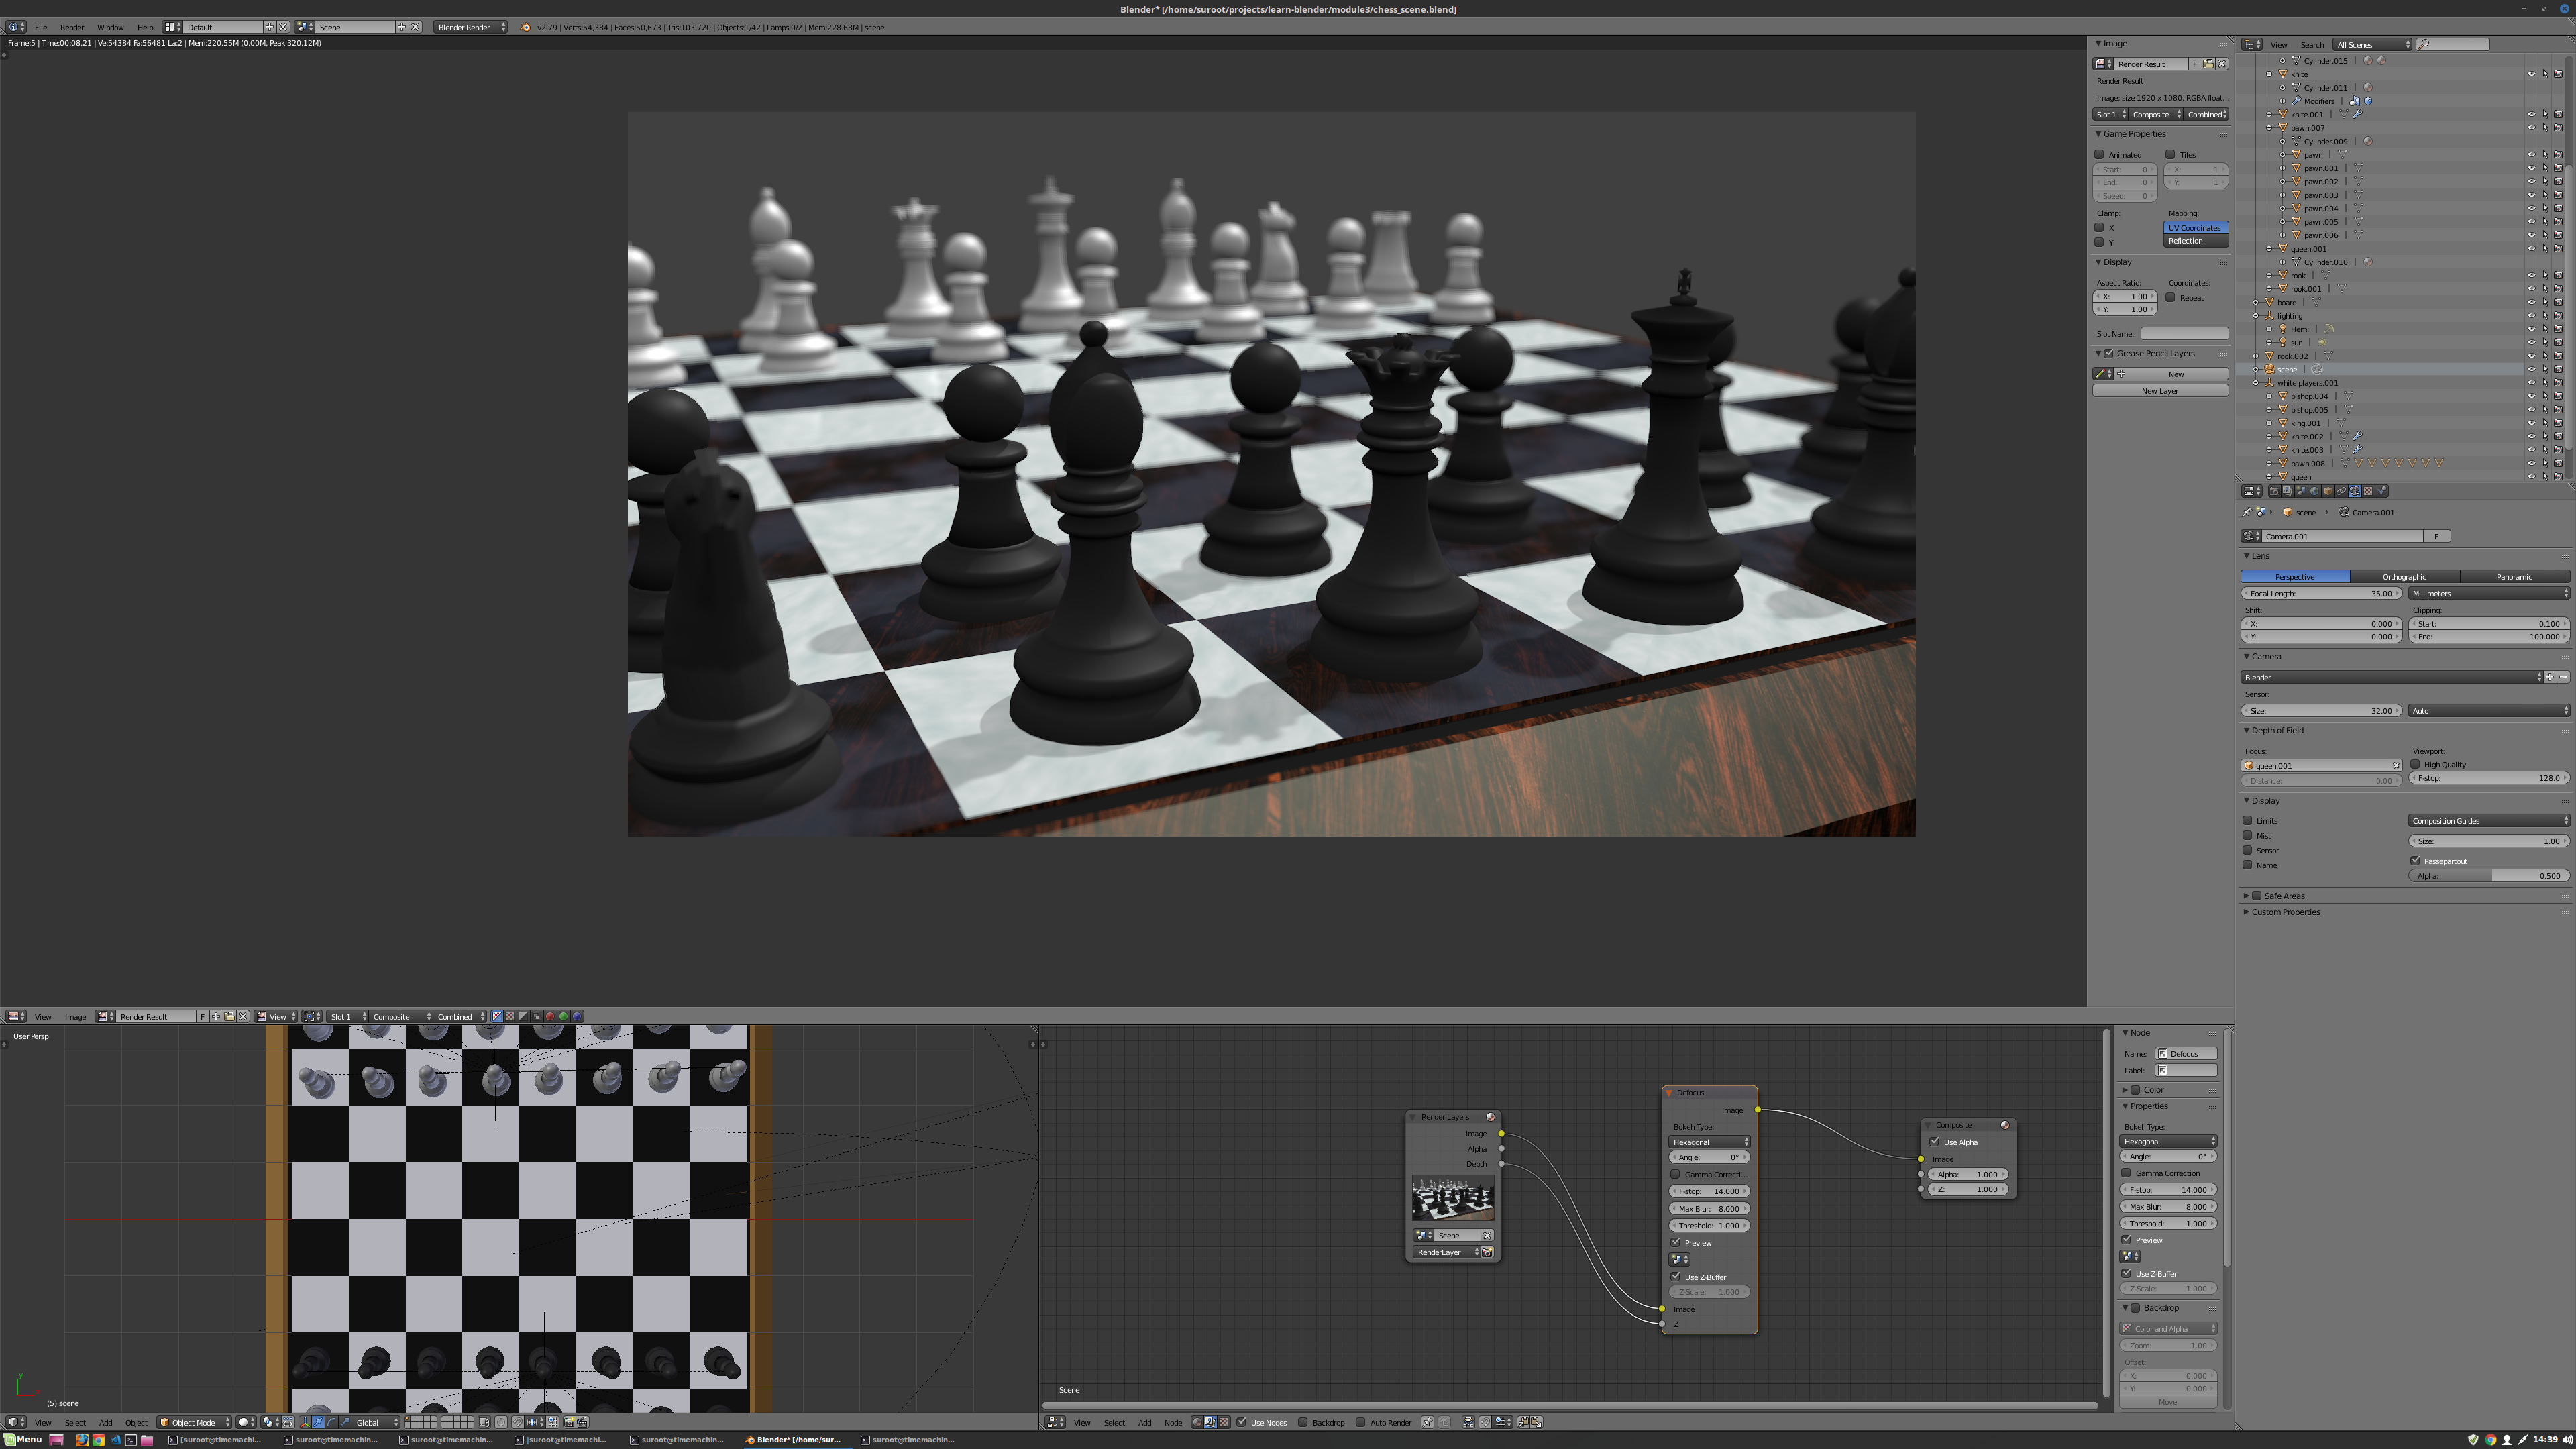 Blender* [/home/suroot/projects/learn-blender/module3/chess_scene.blend]
File Render Window Help Default Scene Blender Render v2.79 | Verts:54,384 | Faces:50,673 | Tris:103,720 | Objects:1/42 | Lamps:0/2 | Mem:228.68M | scene
Frame:5 | Time:00:08.21 | Ve:54384 Fa:56481 La:2 | Mem:220.55M (0.00M, Peak 320.12M)
Image
Render Result F
Render Result
Image: size 1920 x 1080, RGBA float...
Slot 1 Composite Combined
Game Properties
Animated Tiles
Start: 0 X: 1
End: 0 Y: 1
Speed: 0
Clamp: Mapping:
X UV Coordinates
Y Reflection
Display
Aspect Ratio: Coordinates:
X: 1.00 Repeat
Y: 1.00
Slot Name:
Grease Pencil Layers
New
New Layer
View Search All Scenes
Cylinder.015
knite
Cylinder.011
Modifiers
knite.001
pawn.007
Cylinder.009
pawn
pawn.001
pawn.002
pawn.003
pawn.004
pawn.005
pawn.006
queen.001
Cylinder.010
rook
rook.001
board
lighting
Hemi
sun
rook.002
scene
white players.001
bishop.004
bishop.005
king.001
knite.002
knite.003
pawn.008
queen
scene Camera.001
Camera.001 F
Lens
Perspective Orthographic Panoramic
Focal Length: 35.00 Millimeters
Shift: Clipping:
X: 0.000 Start: 0.100
Y: 0.000 End: 100.000
Camera
Blender
Sensor:
Size: 32.00 Auto
Depth of Field
Focus: Viewport:
queen.001 High Quality
Distance: 0.00 F-stop: 128.0
Display
Limits Composition Guides
Mist Size: 1.00
Sensor Passepartout
Name Alpha: 0.500
Safe Areas
Custom Properties
View Image Render Result F View Slot 1 Composite Combined
User Persp
(5) scene
View Select Add Object Object Mode Global
Render Layers
Image
Alpha
Depth
Scene
RenderLayer
Defocus
Image
Bokeh Type:
Hexagonal
Angle: 0°
Gamma Correcti...
F-stop: 14.000
Max Blur: 8.000
Threshold: 1.000
Preview
Use Z-Buffer
Z-Scale: 1.000
Image
Z
Composite
Use Alpha
Image
Alpha: 1.000
Z: 1.000
Scene
Node
Name: Defocus
Label:
Color
Properties
Bokeh Type:
Hexagonal
Angle: 0°
Gamma Correction
F-stop: 14.000
Max Blur: 8.000
Threshold: 1.000
Preview
Use Z-Buffer
Z-Scale: 1.000
Backdrop
Color and Alpha
Zoom: 1.00
Offset:
X: 0.000
Y: 0.000
Move
View Select Add Node Use Nodes Backdrop Auto Render
Menu [suroot@timemachi... suroot@timemachin... suroot@timemachin... |suroot@timemachi... suroot@timemachin... Blender* [/home/sur... suroot@timemachin... 14:39